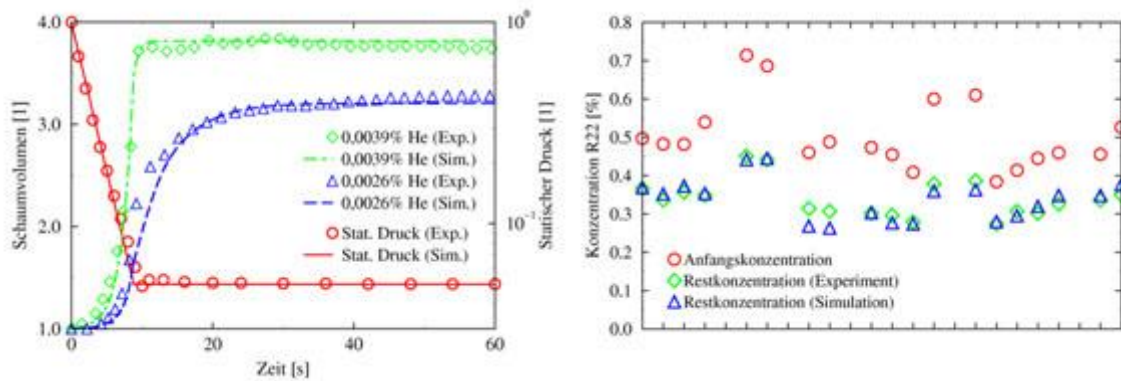 4.0
3.0
2.0
1.0
Schaumvolumen [1]
0
20
40
60
Zeit [s]
10⁰
10⁻¹
Statischer Druck [1]
0,0039% He (Exp.)
0,0039% He (Sim.)
0,0026% He (Exp.)
0,0026% He (Sim.)
Stat. Druck (Exp.)
Stat. Druck (Sim.)
0.8
0.7
0.6
0.5
0.4
0.3
0.2
0.1
0.0
Konzentration R22 [%]
Anfangskonzentration
Restkonzentration (Experiment)
Restkonzentration (Simulation)